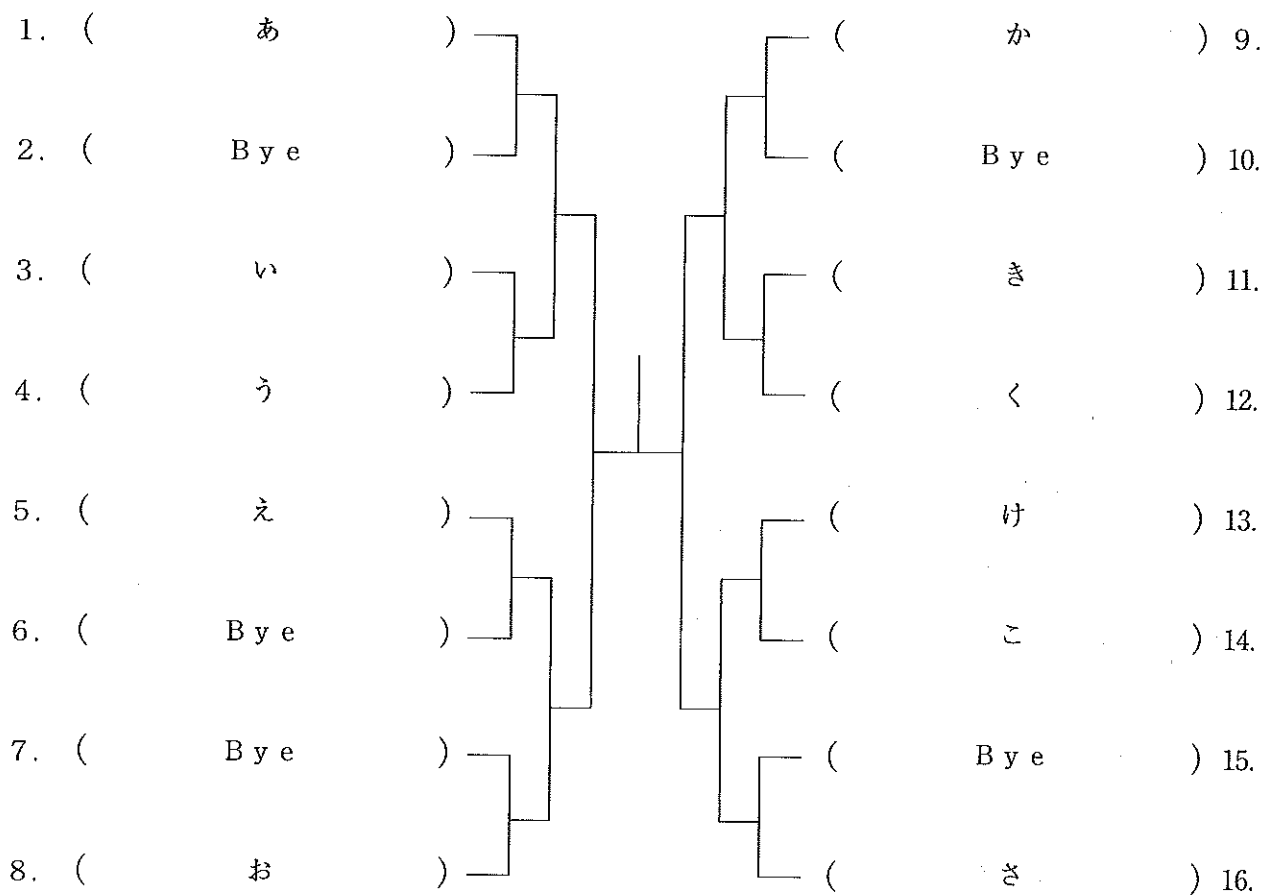 1. ( あ )
2. ( Bye )
3. ( い )
4. ( う )
5. ( え )
6. ( Bye )
7. ( Bye )
8. ( お )
( か ) 9.
( Bye ) 10.
( き ) 11.
( く ) 12.
( け ) 13.
( こ ) 14.
( Bye ) 15.
( さ ) 16.